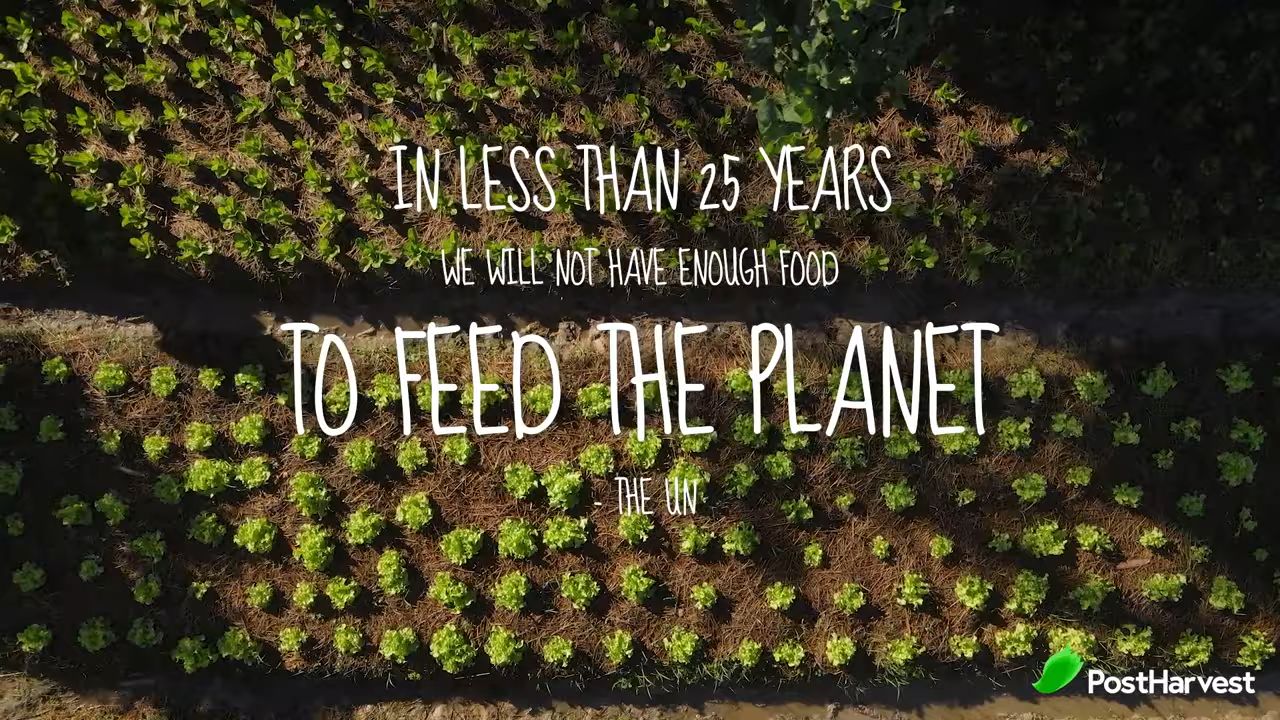 IN LESS THAN 25 YEARS
WE WILL NOT HAVE ENOUGH FOOD
TO FEED THE PLANET
- THE UN
PostHarvest